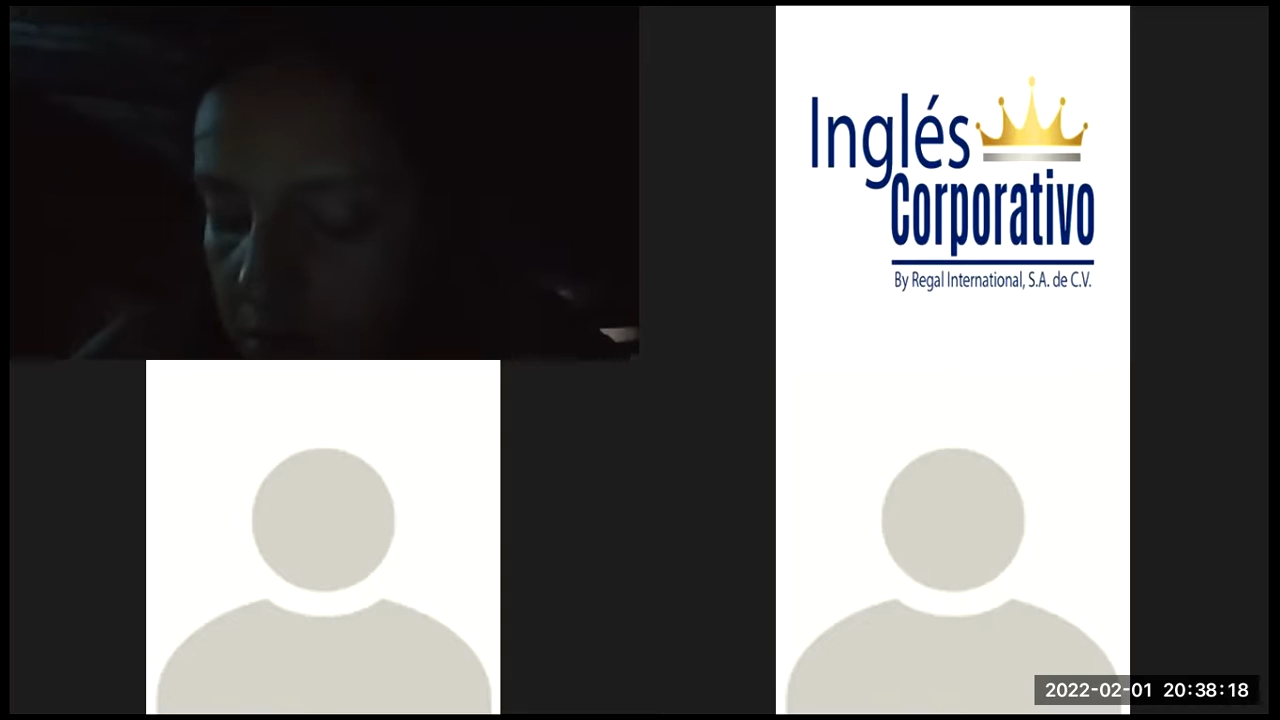 Inglés
Corporativo
By Regal International, S.A. de C.V.
2022-02-01 20:38:18